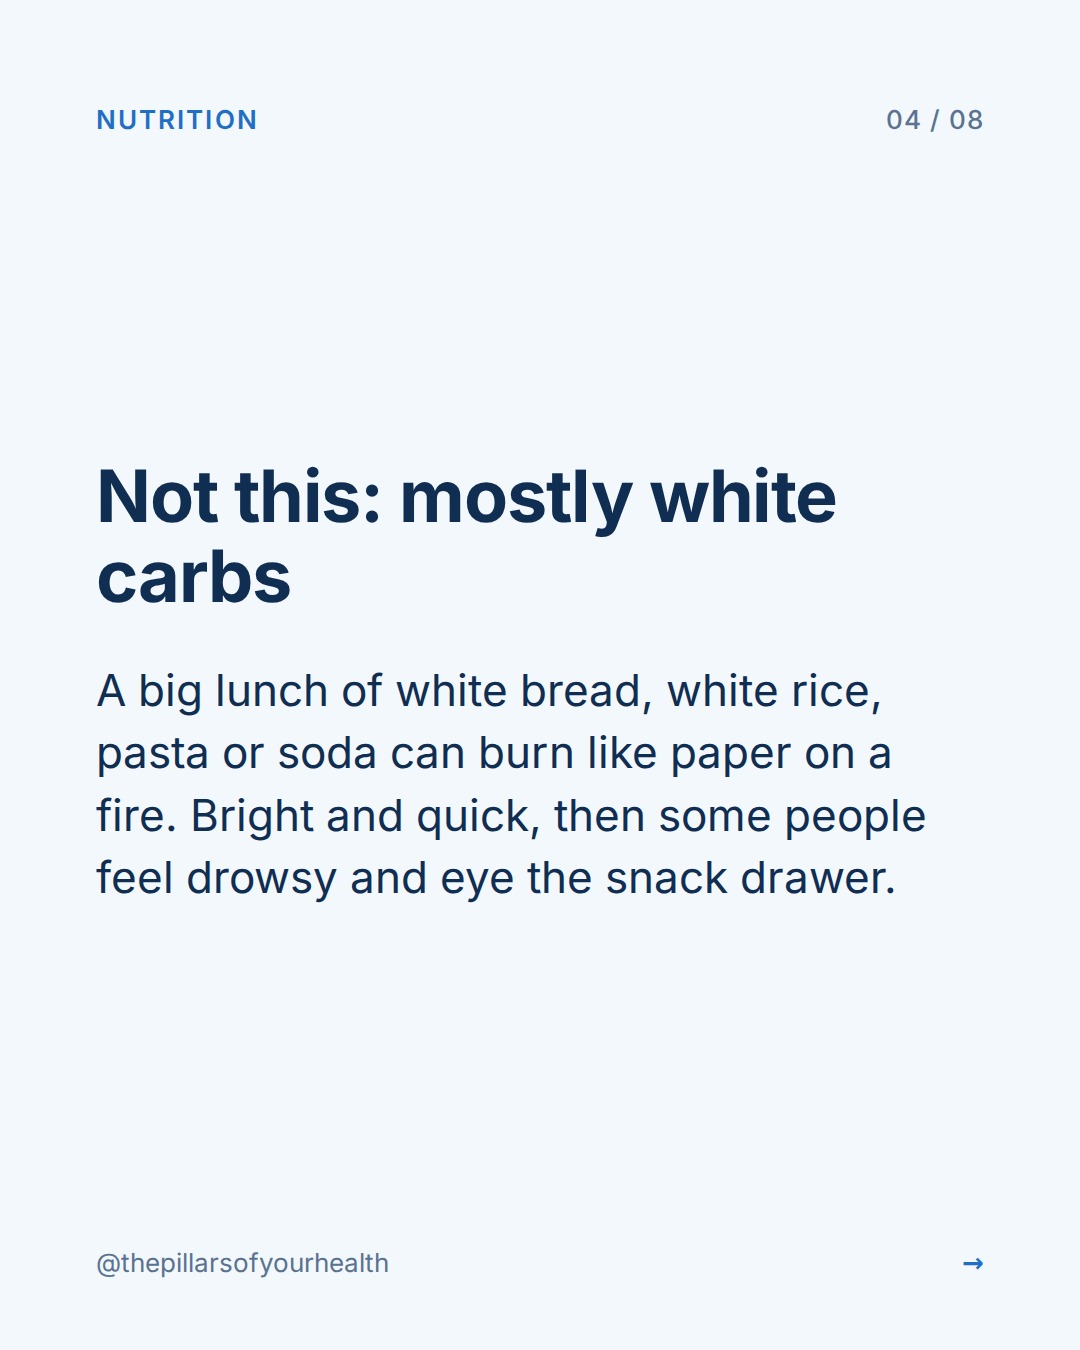 NUTRITION
04 / 08
Not this: mostly white
carbs
A big lunch of white bread, white rice,
pasta or soda can burn like paper on a
fire. Bright and quick, then some people
feel drowsy and eye the snack drawer.
@thepillarsofyourhealth
→